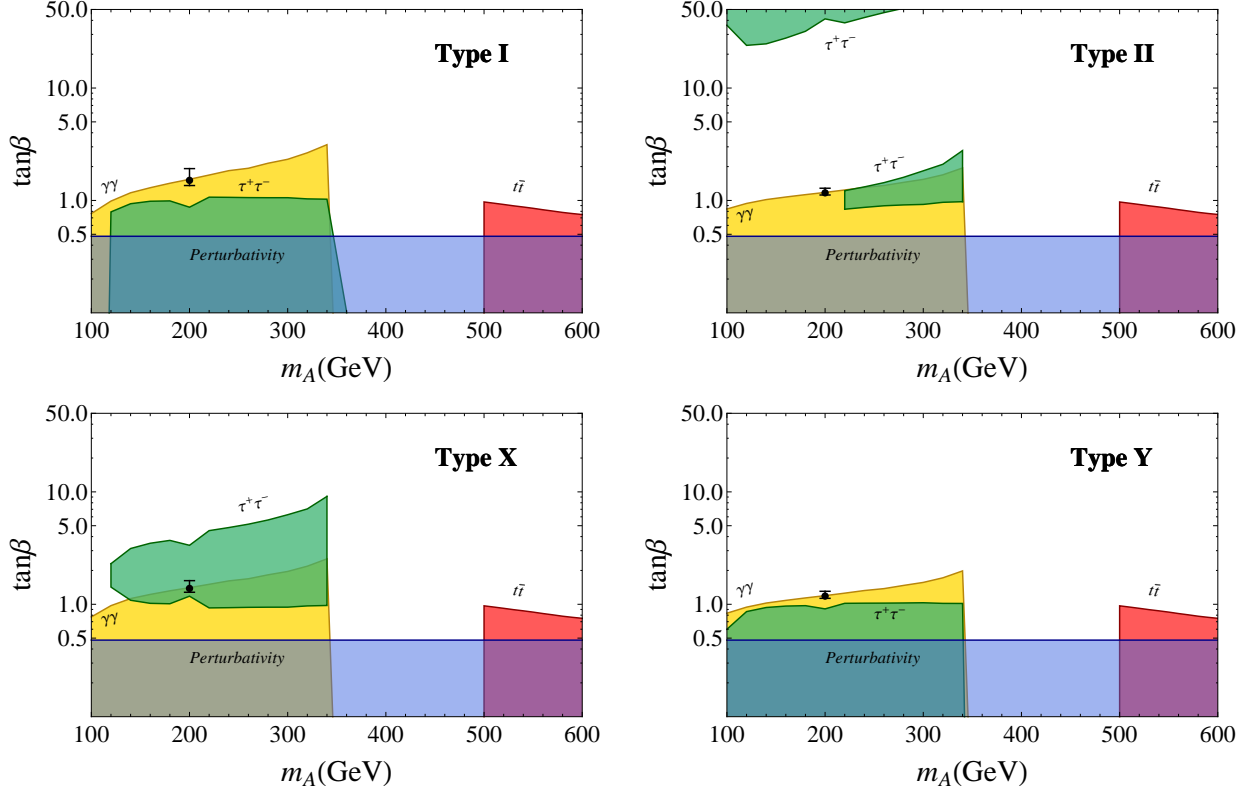 Type I
50.0
10.0
5.0
1.0
0.5
tanβ
γγ
τ⁺τ⁻
tt̄
Perturbativity
100 200 300 400 500 600
m_A(GeV)
Type II
50.0
10.0
5.0
1.0
0.5
tanβ
τ⁺τ⁻
τ⁺τ⁻
γγ
tt̄
Perturbativity
100 200 300 400 500 600
m_A(GeV)
Type X
50.0
10.0
5.0
1.0
0.5
tanβ
τ⁺τ⁻
γγ
tt̄
Perturbativity
100 200 300 400 500 600
m_A(GeV)
Type Y
50.0
10.0
5.0
1.0
0.5
tanβ
γγ
τ⁺τ⁻
tt̄
Perturbativity
100 200 300 400 500 600
m_A(GeV)